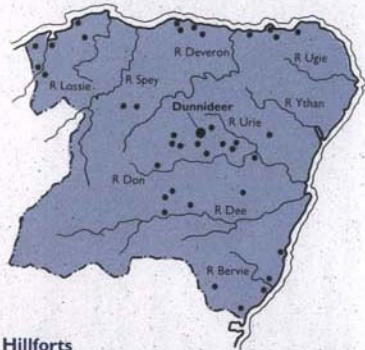 R Deveron
R Ugie
R Lossie
R Spey
R Ythan
Dunnideer
R Urie
R Don
R Dee
R Bervie
Hillforts